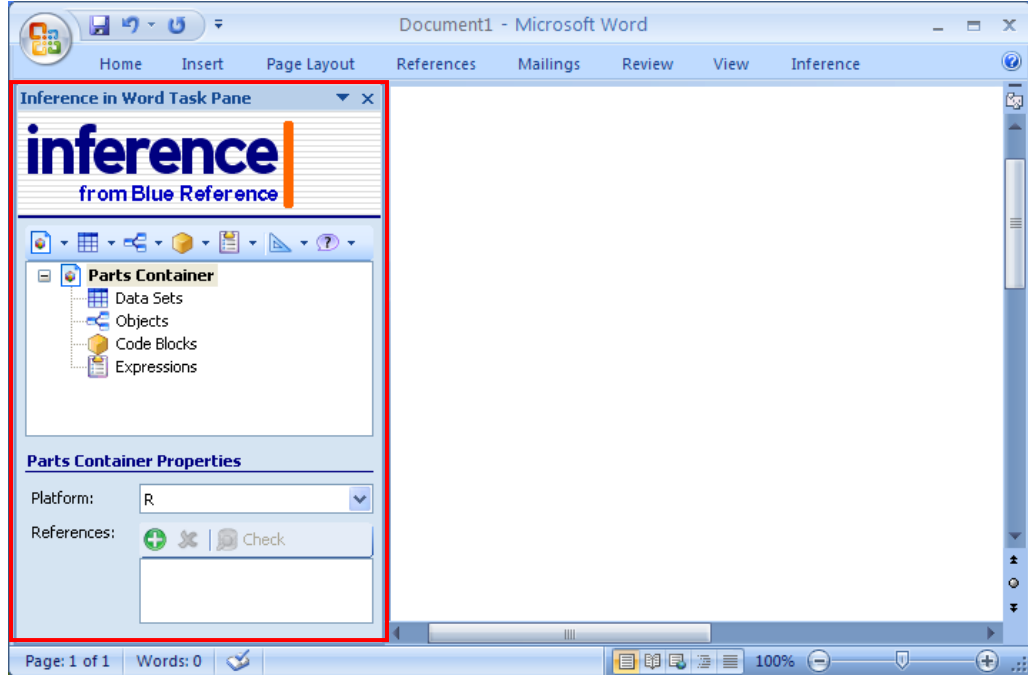 Document1 - Microsoft Word
Home Insert Page Layout References Mailings Review View Inference
Inference in Word Task Pane
inference
from Blue Reference
Parts Container
Data Sets
Objects
Code Blocks
Expressions
Parts Container Properties
Platform: R
References: Check
Page: 1 of 1 Words: 0 100%